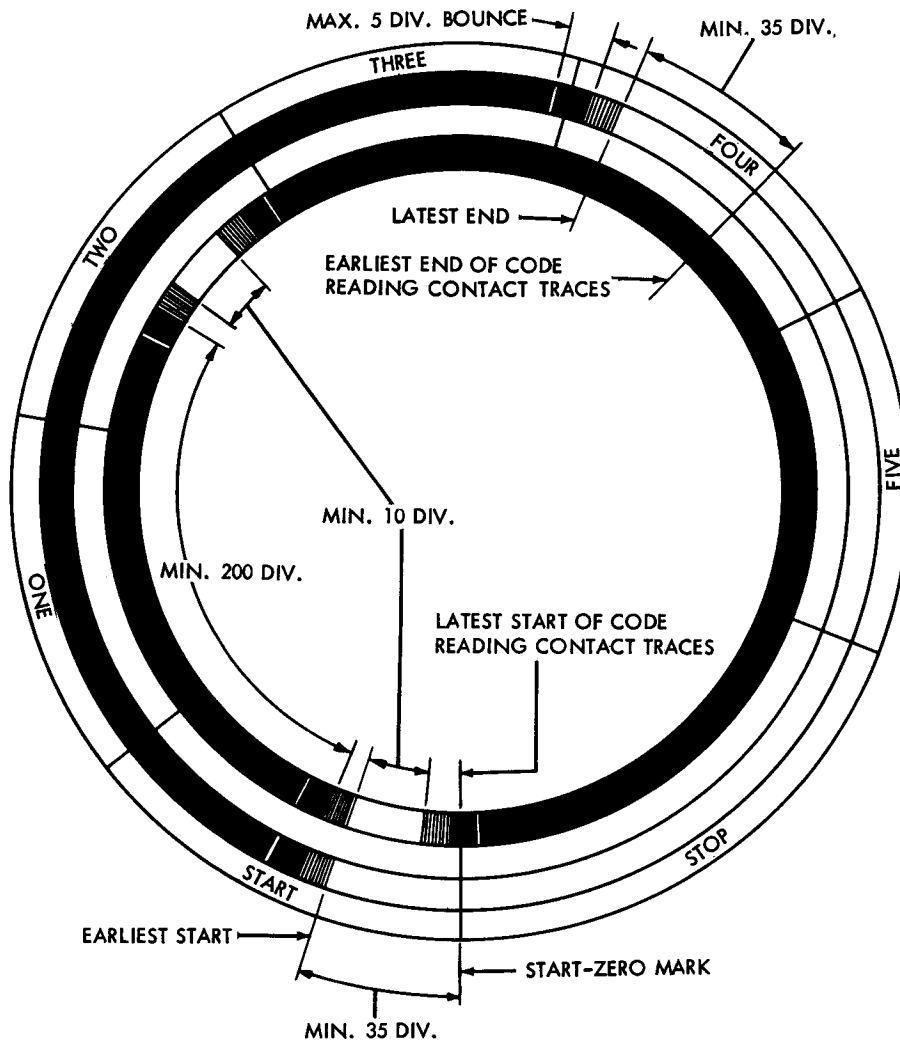 MAX. 5 DIV. BOUNCE
MIN. 35 DIV.
THREE
FOUR
LATEST END
TWO
EARLIEST END OF CODE
READING CONTACT TRACES
FIVE
MIN. 10 DIV.
MIN. 200 DIV.
ONE
LATEST START OF CODE
READING CONTACT TRACES
STOP
START
EARLIEST START
START-ZERO MARK
MIN. 35 DIV.